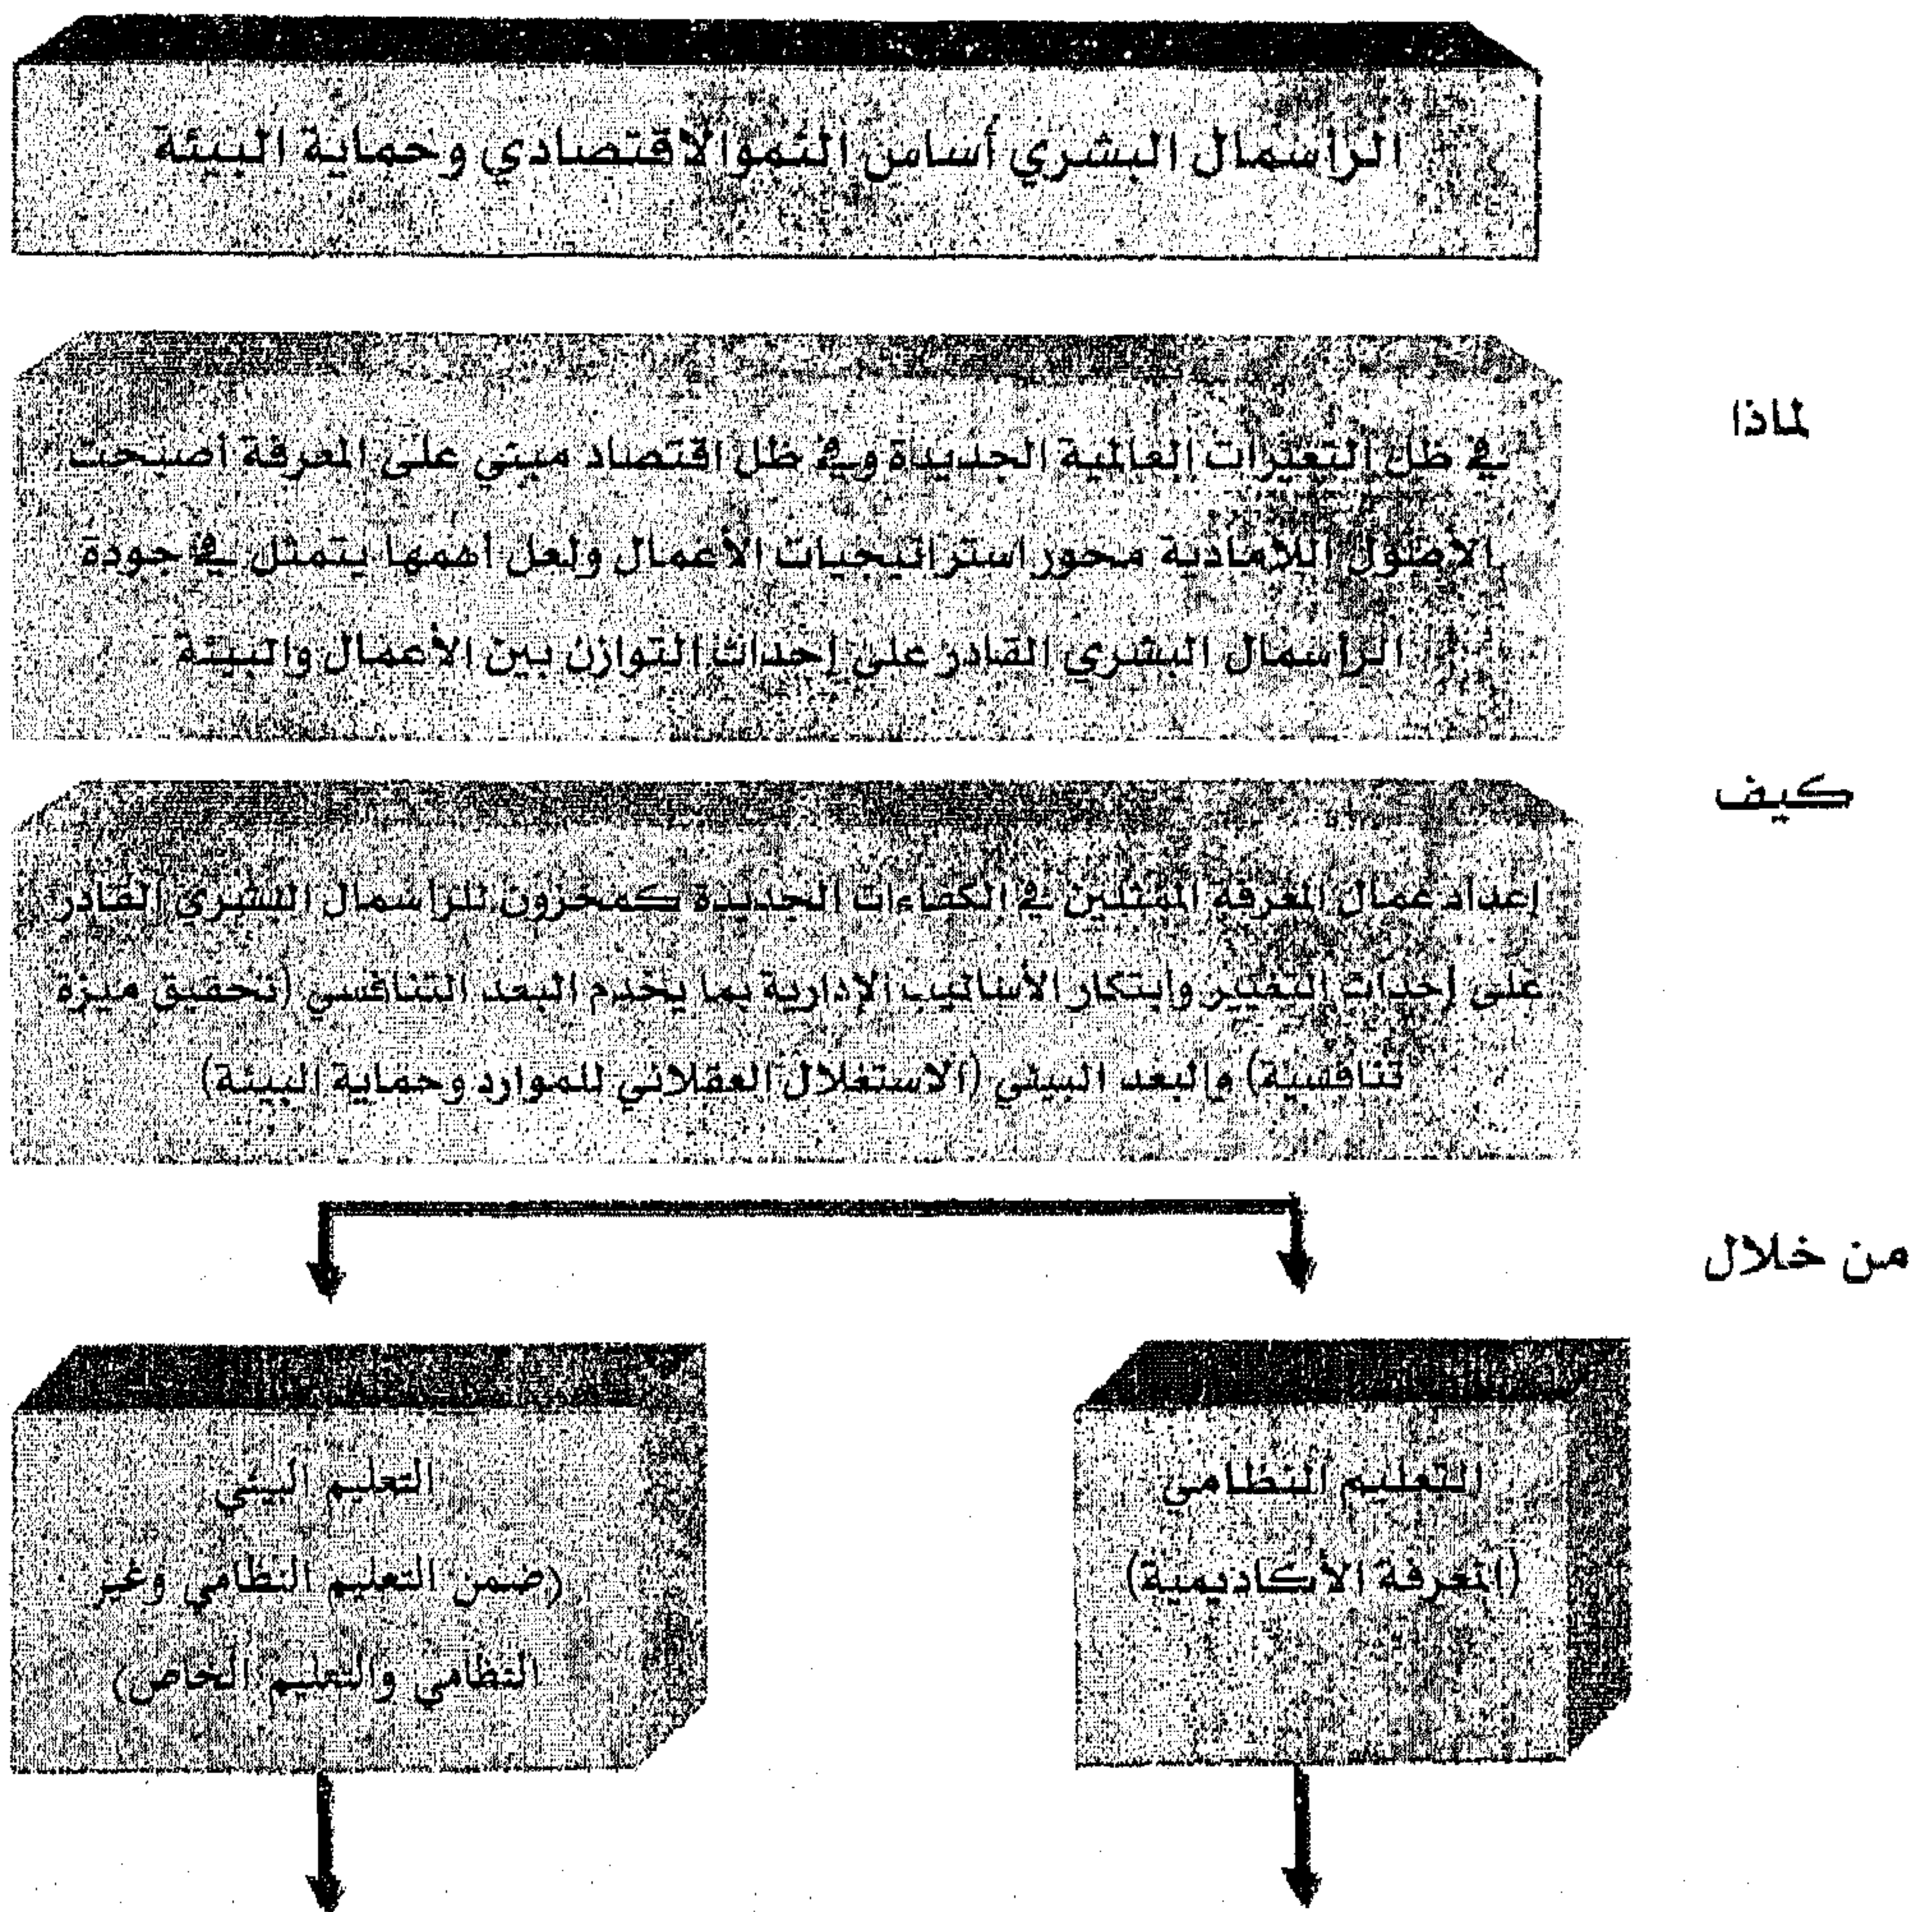 الرأسمال البشري أساس النمو الاقتصادي وحماية البيئة
لماذا
في ظل التغيرات العالمية الجديدة وفي ظل اقتصاد مبني على المعرفة أصبحت
الأصول اللامادية محور استراتيجيات الأعمال ولعل أهمها يتمثل في جودة
الرأسمال البشري القادر على إحداث التوازن بين الأعمال والبيئة
كيف
إعداد عمال المعرفة الممثلين في الكفاءات الجديدة كمخزون للرأسمال البشري القادر
على إحداث التغيير وابتكار الأساليب الإدارية بما يخدم البعد التنافسي (تحقيق ميزة
تنافسية) والبعد البيئي (الاستغلال العقلاني للموارد وحماية البيئة)
من خلال
التعليم النظامي
(المعرفة الأكاديمية)
التعليم البيئي
(ضمن التعليم النظامي وغير
النظامي والتعليم الخاص)